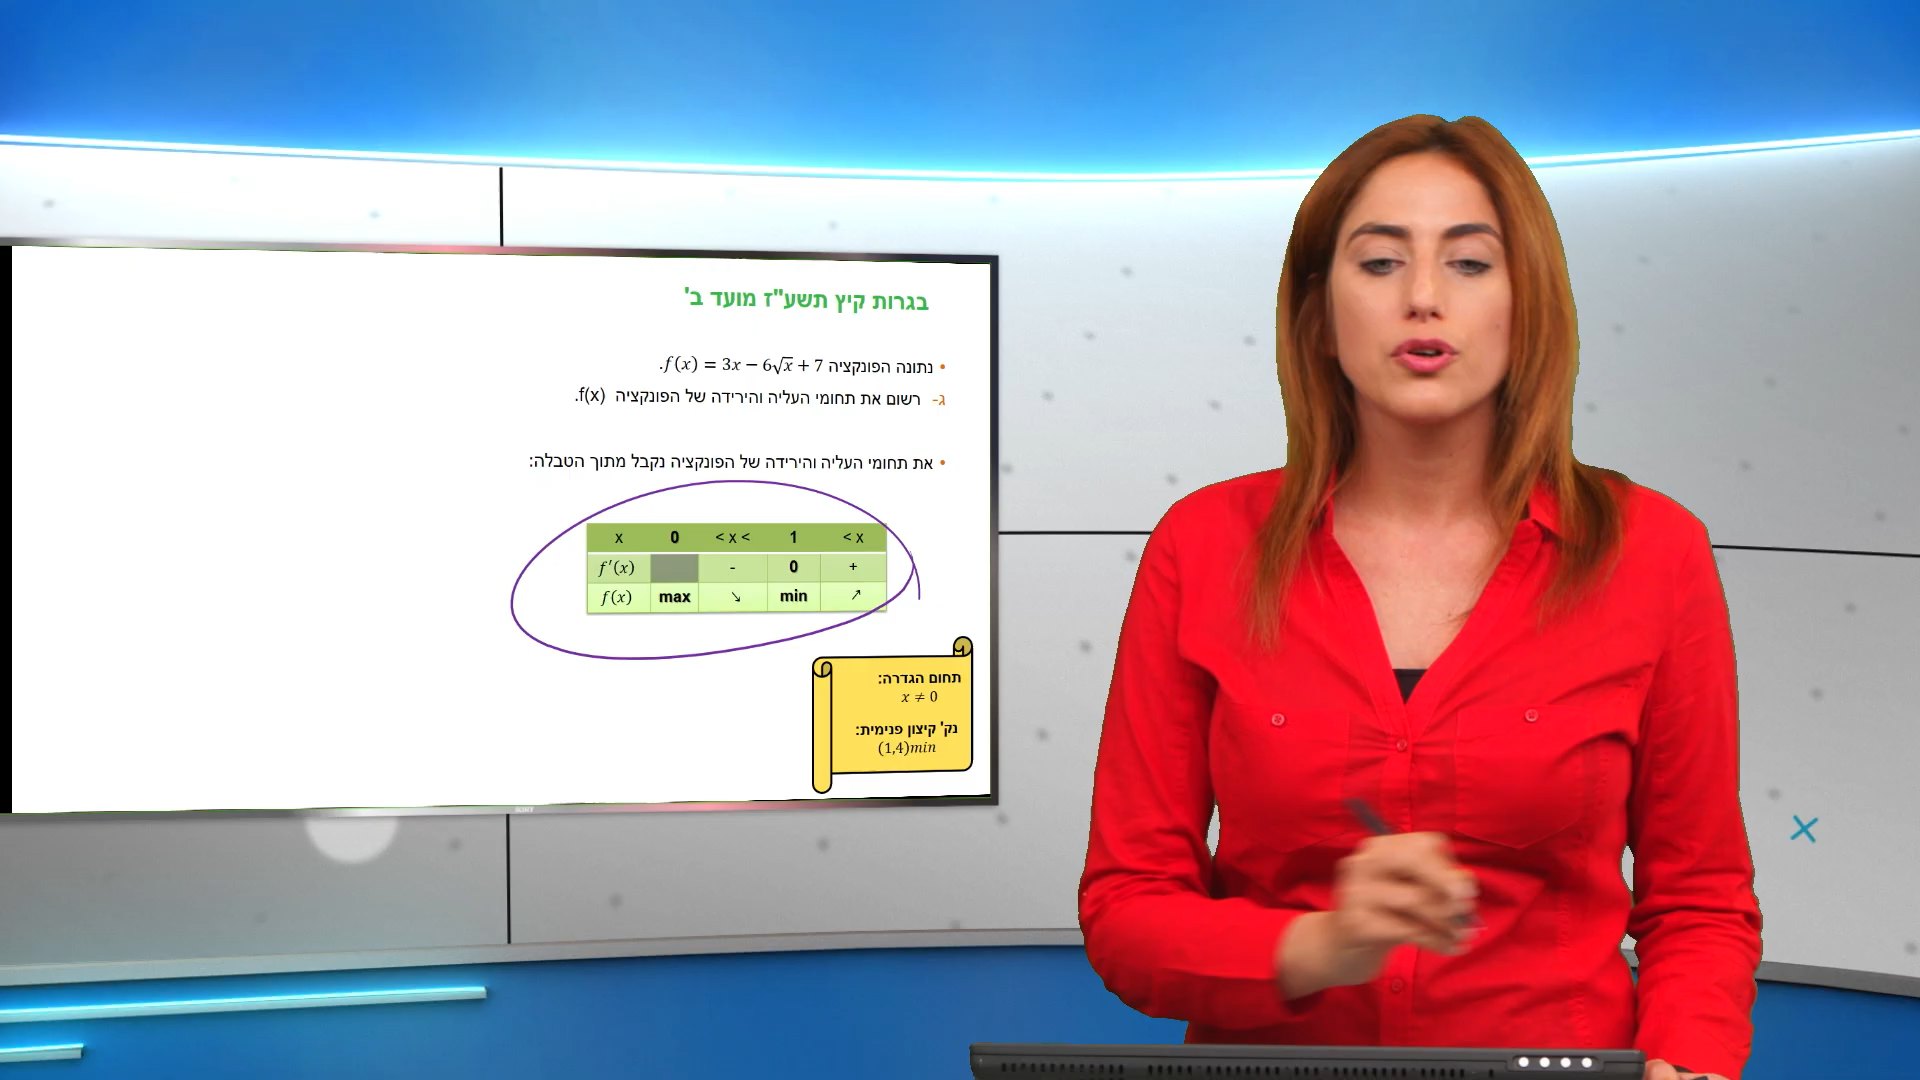 בגרות קיץ תשע"ז מועד ב'
• נתונה הפונקציה f(x) = 3x − 6√x + 7.
ג- רשום את תחומי העליה והירידה של הפונקציה f(x).
• את תחומי העליה והירידה של הפונקציה נקבל מתוך הטבלה:
x 0 < x < 1 < x
f′(x) - 0 +
f(x) max ↘ min ↗
תחום הגדרה:
x ≠ 0
נק' קיצון פנימית:
(1,4)min
SONY